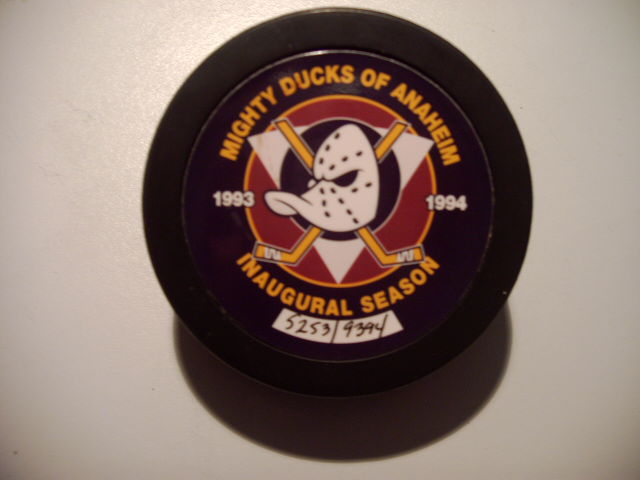 MIGHTY DUCKS OF ANAHEIM
1993 1994
INAUGURAL SEASON
5253/9394